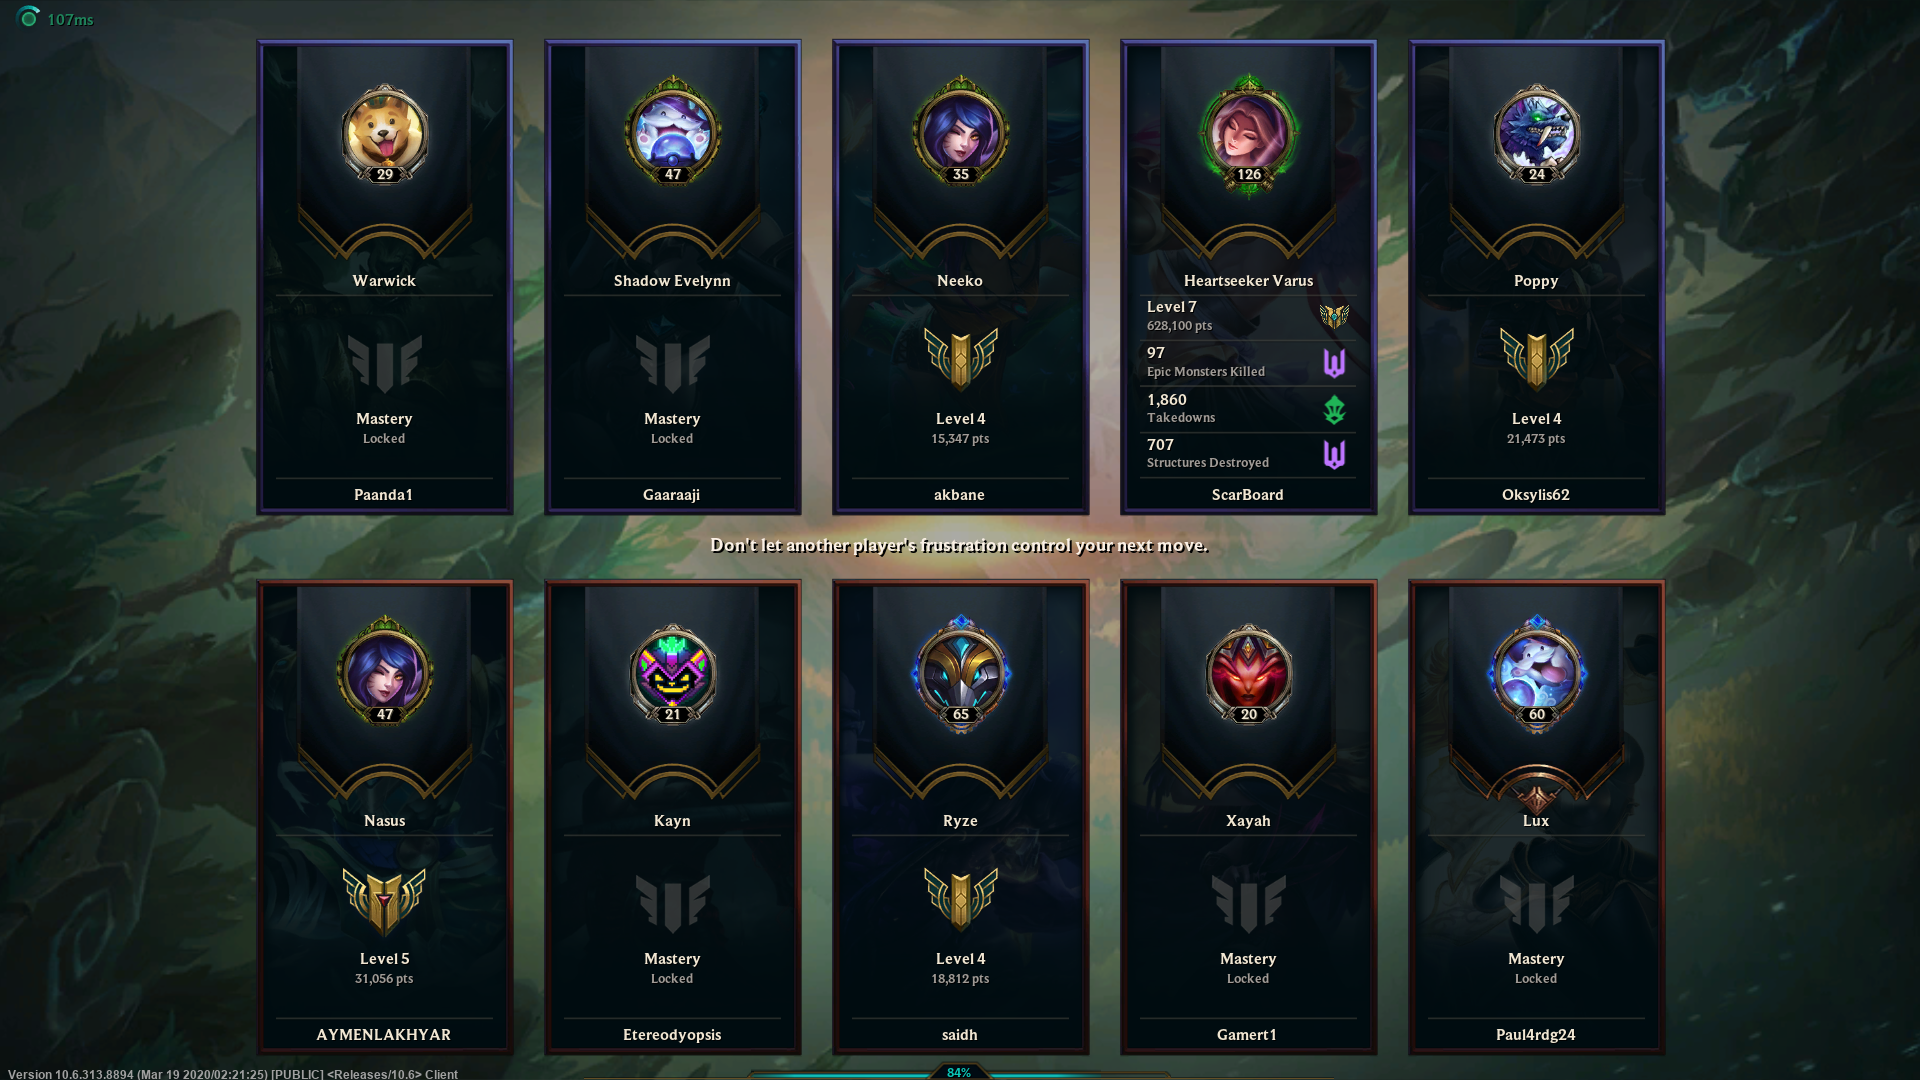 107ms
29
Warwick
Mastery
Locked
Paanda1
47
Shadow Evelynn
Mastery
Locked
Gaaraaji
35
Neeko
Level 4
15,347 pts
akbane
126
Heartseeker Varus
Level 7
628,100 pts
97
Epic Monsters Killed
1,860
Takedowns
707
Structures Destroyed
ScarBoard
24
Poppy
Level 4
21,473 pts
Oksylis62
Don't let another player's frustration control your next move.
47
Nasus
Level 5
31,056 pts
AYMENLAKHYAR
21
Kayn
Mastery
Locked
Etereodyopsis
65
Ryze
Level 4
18,812 pts
saidh
20
Xayah
Mastery
Locked
Gamert1
60
Lux
Mastery
Locked
Paul4rdg24
Version 10.6.313.8894 (Mar 19 2020/02:21:25) [PUBLIC] <Releases/10.6> Client
84%